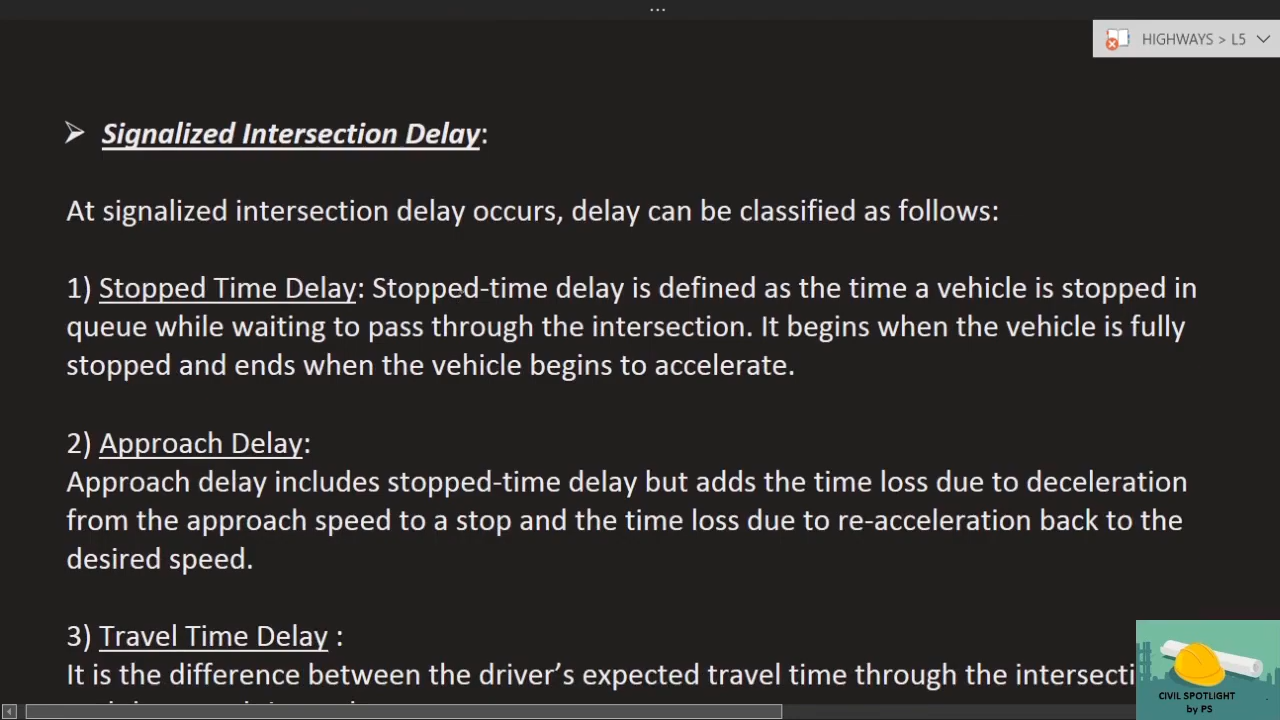 ...
HIGHWAYS > L5
➢ Signalized Intersection Delay:
At signalized intersection delay occurs, delay can be classified as follows:
1) Stopped Time Delay: Stopped-time delay is defined as the time a vehicle is stopped in
queue while waiting to pass through the intersection. It begins when the vehicle is fully
stopped and ends when the vehicle begins to accelerate.
2) Approach Delay:
Approach delay includes stopped-time delay but adds the time loss due to deceleration
from the approach speed to a stop and the time loss due to re-acceleration back to the
desired speed.
3) Travel Time Delay :
It is the difference between the driver’s expected travel time through the intersecti
CIVIL SPOTLIGHT
by PS